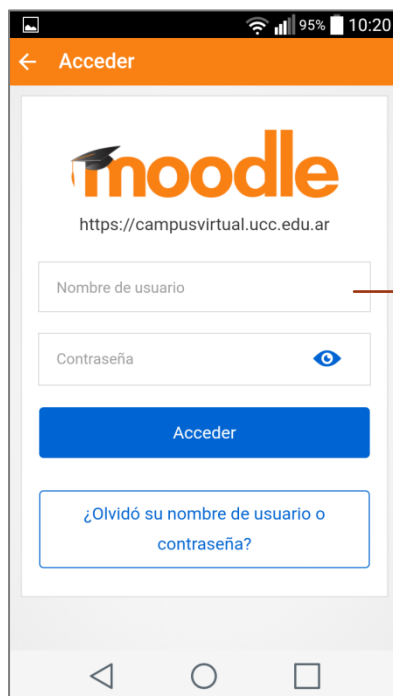 95% 10:20
Acceder
moodle
https://campusvirtual.ucc.edu.ar
Nombre de usuario
Contraseña
Acceder
¿Olvidó su nombre de usuario o
contraseña?